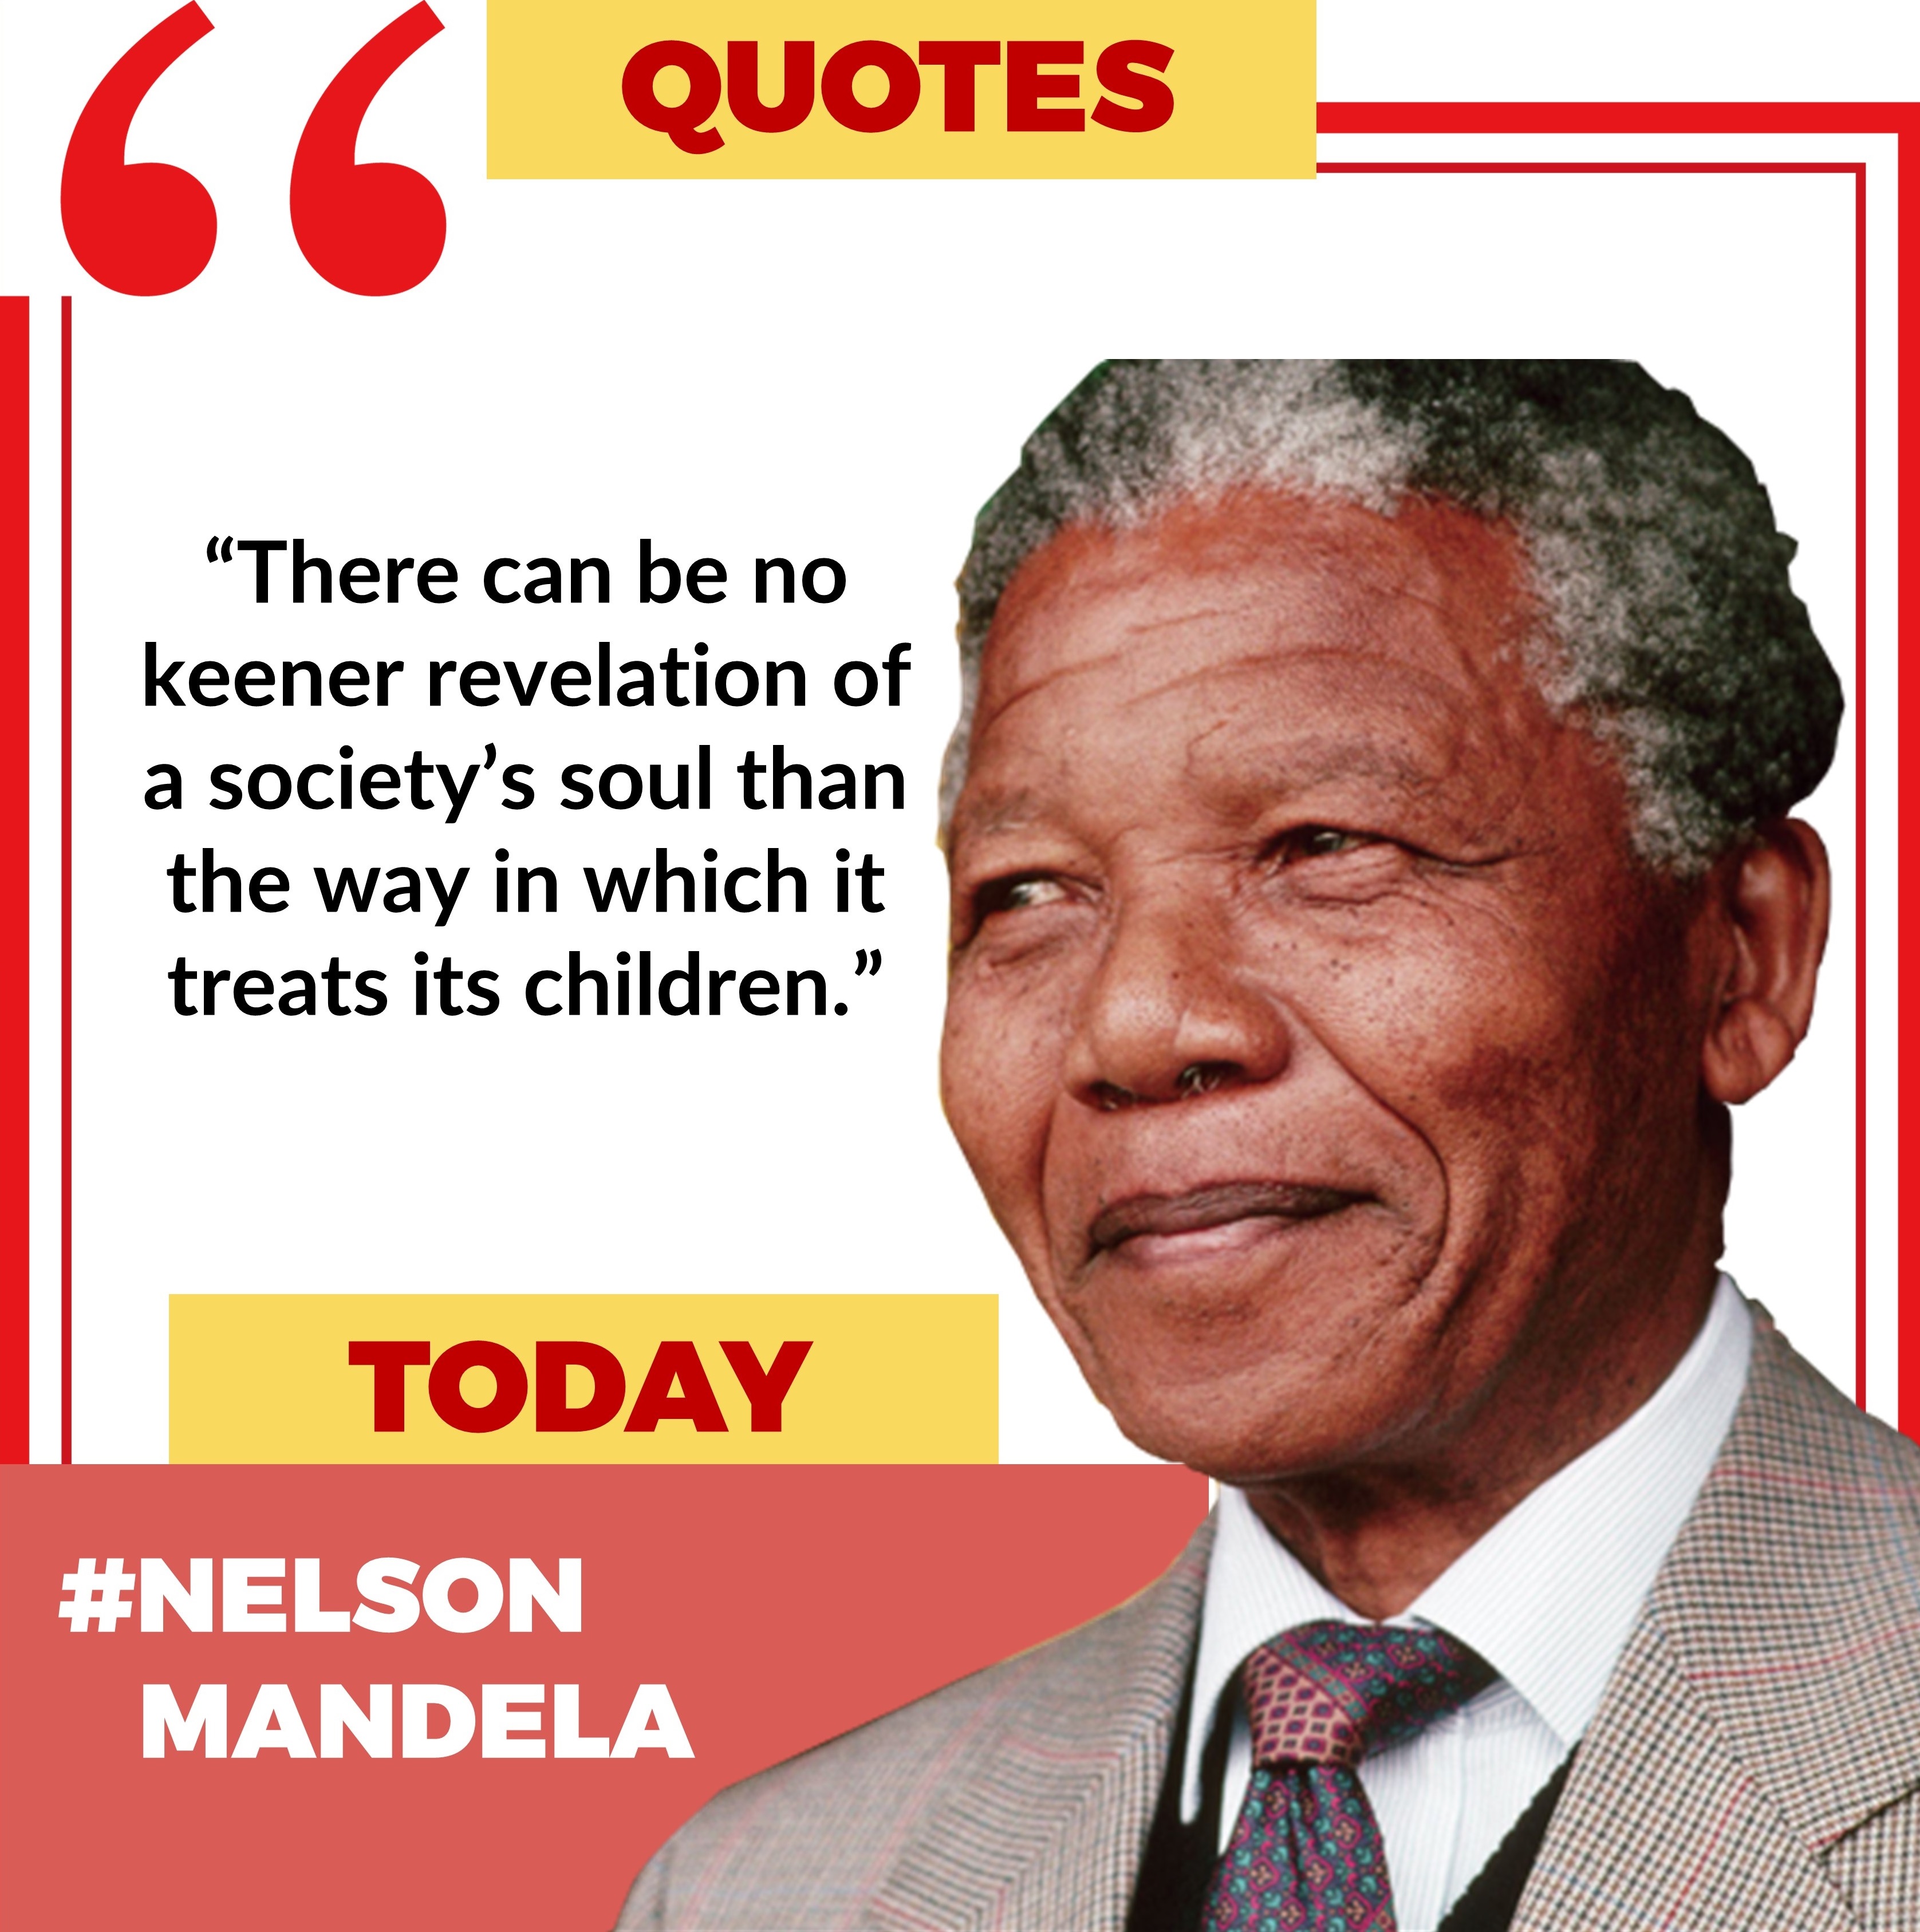 QUOTES
“There can be no
keener revelation of
a society’s soul than
the way in which it
treats its children.”
TODAY
#NELSON
MANDELA